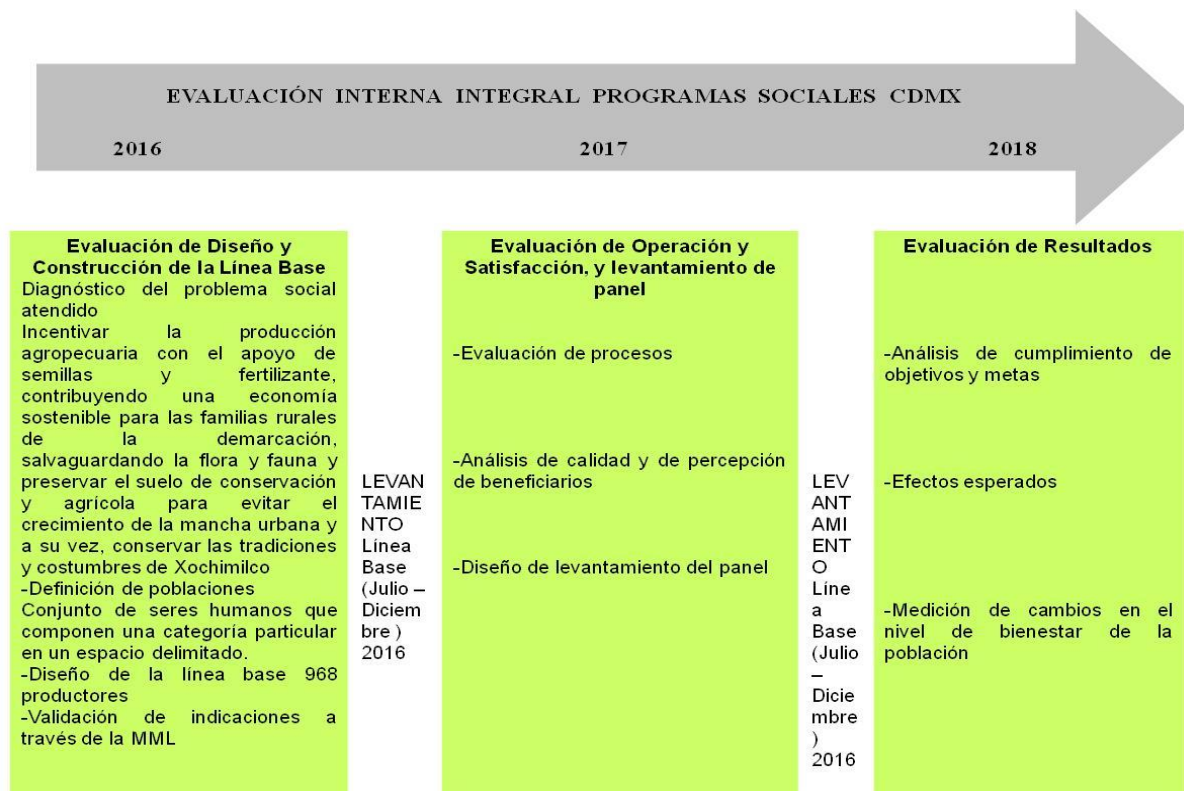 EVALUACIÓN INTERNA INTEGRAL PROGRAMAS SOCIALES CDMX
2016 2017 2018
Evaluación de Diseño y
Construcción de la Línea Base
Diagnóstico del problema social
atendido
Incentivar la producción
agropecuaria con el apoyo de
semillas y fertilizante,
contribuyendo una economía
sostenible para las familias rurales
de la demarcación,
salvaguardando la flora y fauna y
preservar el suelo de conservación
y agrícola para evitar el
crecimiento de la mancha urbana y
a su vez, conservar las tradiciones
y costumbres de Xochimilco
-Definición de poblaciones
Conjunto de seres humanos que
componen una categoría particular
en un espacio delimitado.
-Diseño de la línea base 968
productores
-Validación de indicaciones a
través de la MML
LEVAN
TAMIE
NTO
Línea
Base
(Julio –
Diciem
bre )
2016
Evaluación de Operación y
Satisfacción, y levantamiento de
panel
-Evaluación de procesos
-Análisis de calidad y de percepción
de beneficiarios
-Diseño de levantamiento del panel
LEV
ANT
AMI
ENT
O
Líne
a
Base
(Julio
–
Dicie
mbre
)
2016
Evaluación de Resultados
-Análisis de cumplimiento de
objetivos y metas
-Efectos esperados
-Medición de cambios en el
nivel de bienestar de la
población